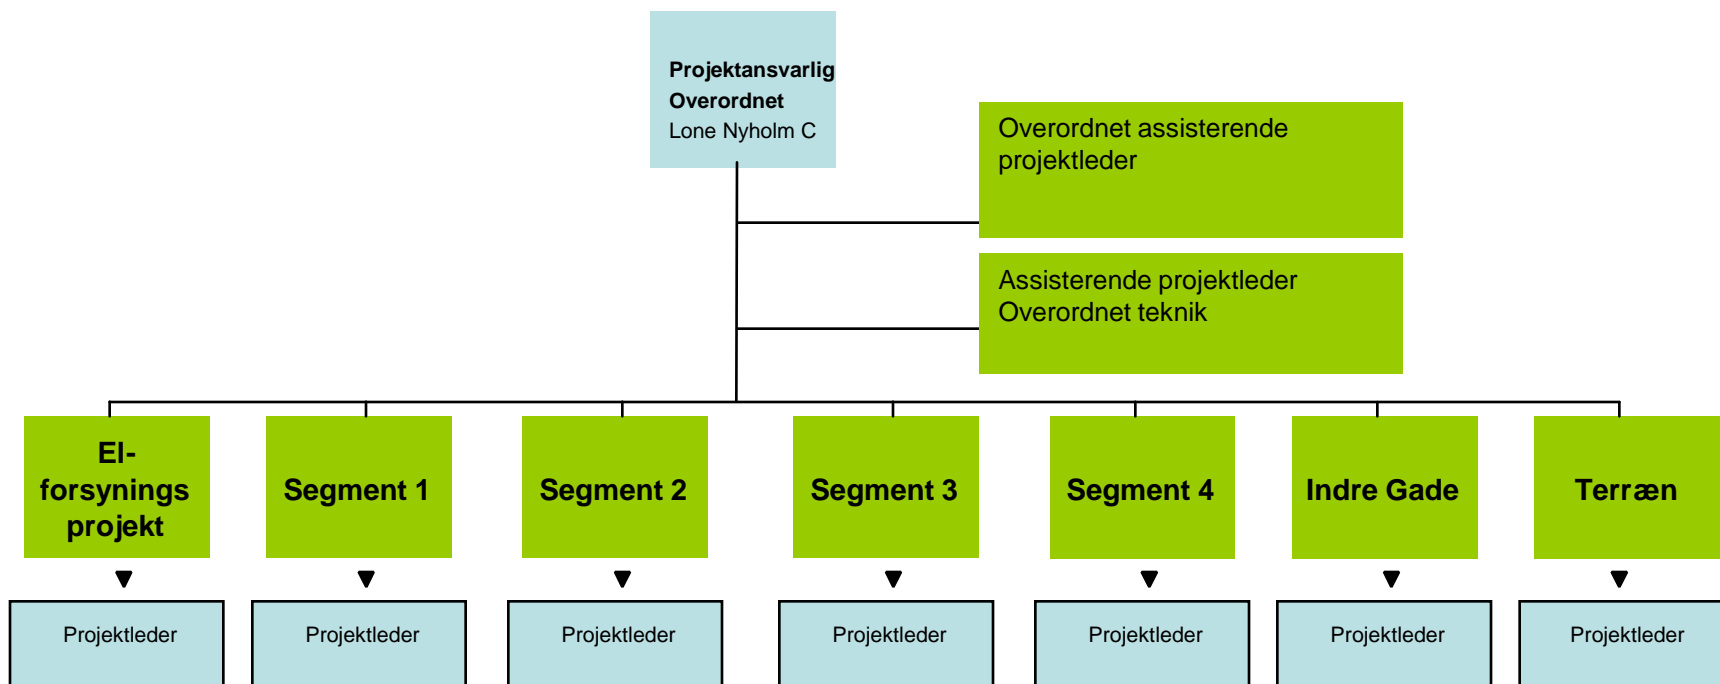 Projektansvarlig
Overordnet
Lone Nyholm C
Overordnet assisterende
projektleder
Assisterende projektleder
Overordnet teknik
El-
forsynings
projekt
Segment 1
Segment 2
Segment 3
Segment 4
Indre Gade
Terræn
Projektleder
Projektleder
Projektleder
Projektleder
Projektleder
Projektleder
Projektleder